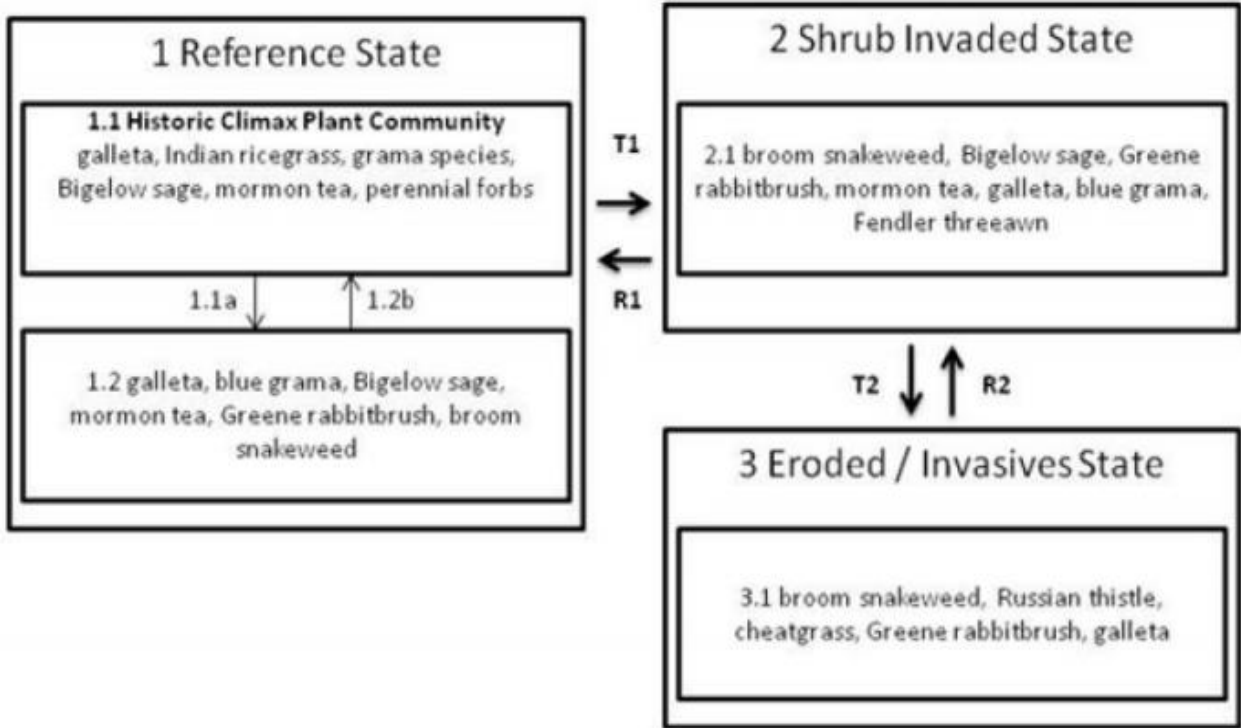 1 Reference State
1.1 Historic Climax Plant Community
galleta, Indian ricegrass, grama species,
Bigelow sage, mormon tea, perennial forbs
1.1a
1.2b
1.2 galleta, blue grama, Bigelow sage,
mormon tea, Greene rabbitbrush, broom
snakeweed
T1
R1
2 Shrub Invaded State
2.1 broom snakeweed, Bigelow sage, Greene
rabbitbrush, mormon tea, galleta, blue grama,
Fendler threeawn
T2
R2
3 Eroded / Invasives State
3.1 broom snakeweed, Russian thistle,
cheatgrass, Greene rabbitbrush, galleta